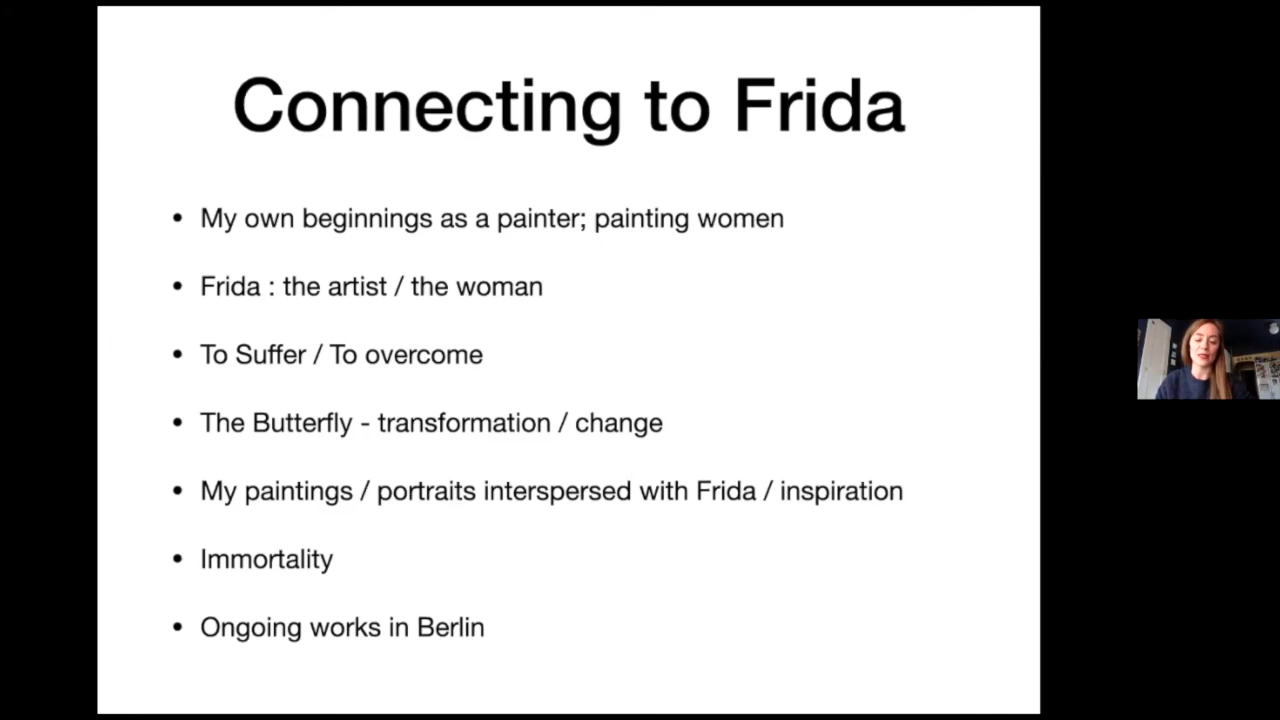 Connecting to Frida
• My own beginnings as a painter; painting women
• Frida : the artist / the woman
• To Suffer / To overcome
• The Butterfly - transformation / change
• My paintings / portraits interspersed with Frida / inspiration
• Immortality
• Ongoing works in Berlin